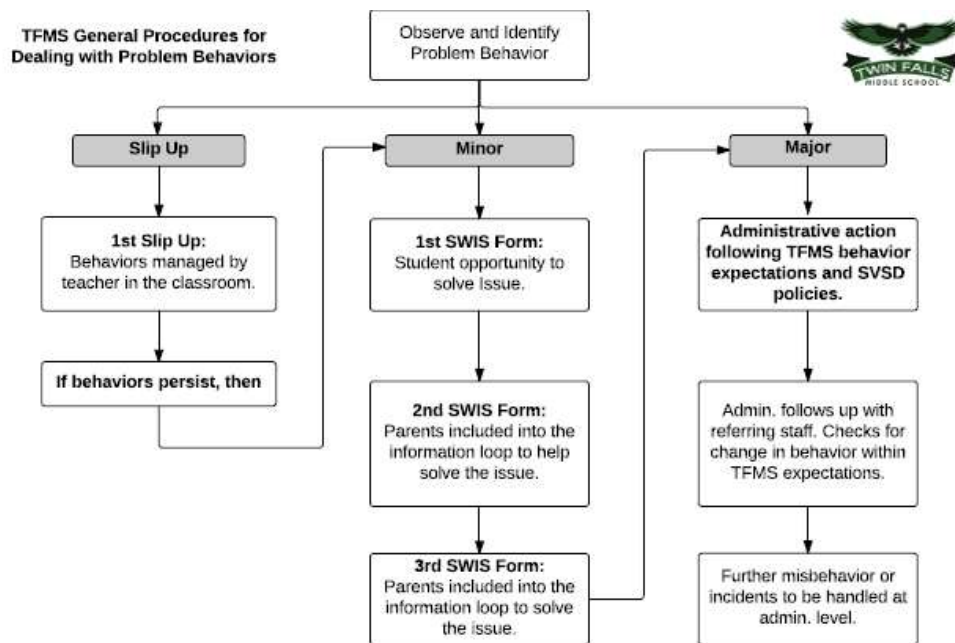 TFMS General Procedures for
Dealing with Problem Behaviors
Observe and Identify
Problem Behavior
TWIN FALLS
MIDDLE SCHOOL
Slip Up
Minor
Major
1st Slip Up:
Behaviors managed by
teacher in the classroom.
If behaviors persist, then
1st SWIS Form:
Student opportunity to
solve Issue.
2nd SWIS Form:
Parents included into the
information loop to help
solve the issue.
3rd SWIS Form:
Parents included into the
information loop to solve
the issue.
Administrative action
following TFMS behavior
expectations and SVSD
policies.
Admin. follows up with
referring staff. Checks for
change in behavior within
TFMS expectations.
Further misbehavior or
incidents to be handled at
admin. level.